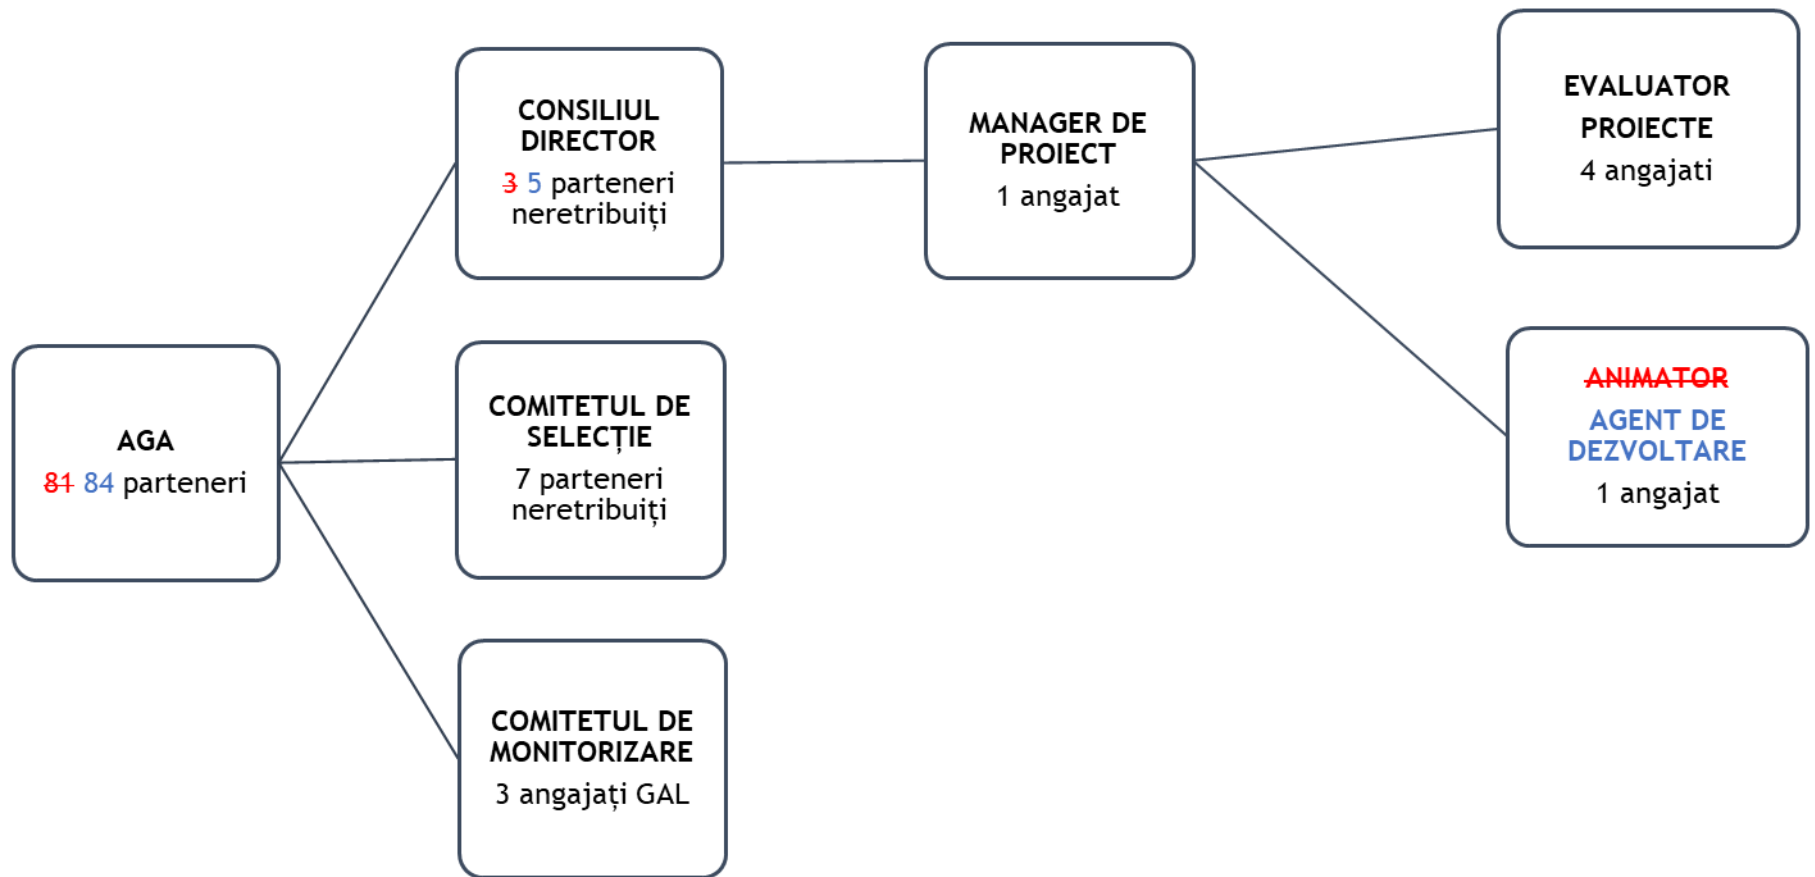 CONSILIUL
DIRECTOR
3 5 parteneri
neretribuiți
MANAGER DE
PROIECT
1 angajat
EVALUATOR
PROIECTE
4 angajati
AGA
81 84 parteneri
COMITETUL DE
SELECȚIE
7 parteneri
neretribuiți
ANIMATOR
AGENT DE
DEZVOLTARE
1 angajat
COMITETUL DE
MONITORIZARE
3 angajați GAL